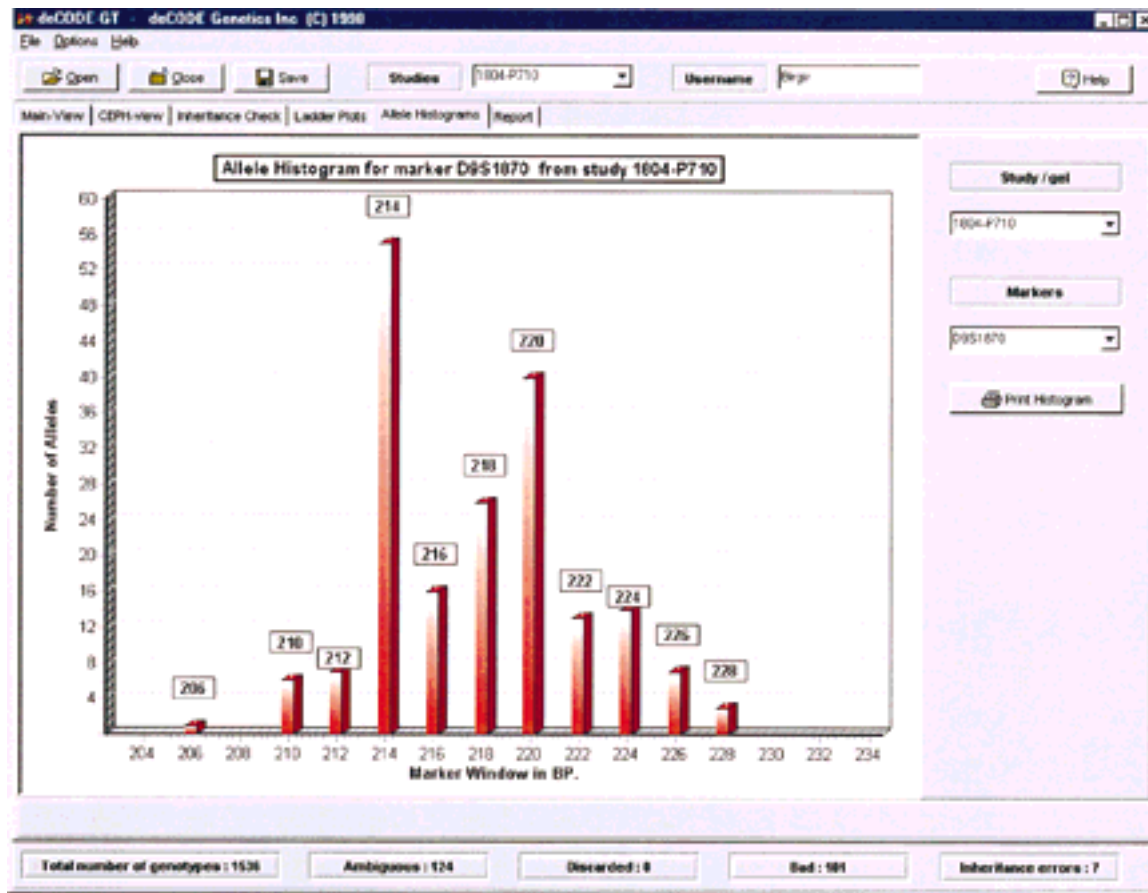 deCODE GT - deCODE Genetics Inc (C) 1998
File Options Help
Open Close Save Studies 1804-P710 Username Help
Main-View CEPH-view Inheritance Check Ladder Plots Allele Histograms Report
Allele Histogram for marker D9S1870 from study 1804-P710
Study / gel
1804-P710
Markers
D9S1870
Print Histogram
Number of Alleles
60
56
52
48
44
40
36
32
28
24
20
16
12
8
4
206
210
212
214
216
218
220
222
224
226
228
204 206 208 210 212 214 216 218 220 222 224 226 228 230 232 234
Marker Window in BP.
Total number of genotypes : 1536 Ambiguous : 124 Discarded : 0 Bad : 101 Inheritance errors : 7